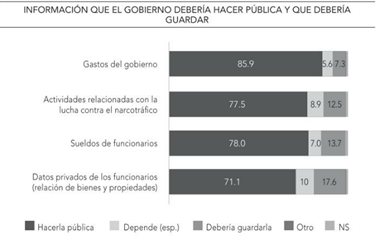 INFORMACIÓN QUE EL GOBIERNO DEBERÍA HACER PÚBLICA Y QUE DEBERÍA
GUARDAR
Gastos del gobierno
85.9 5.6 7.3
Actividades relacionadas con la
lucha contra el narcotráfico
77.5 8.9 12.5
Sueldos de funcionarios
78.0 7.0 13.7
Datos privados de los funcionarios
(relación de bienes y propiedades)
71.1 10 17.6
Hacerla pública Depende (esp.) Debería guardarla Otro NS